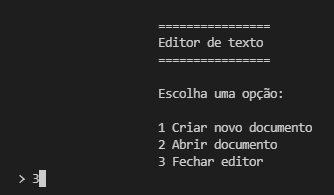 ================
Editor de texto
================
Escolha uma opção:
1 Criar novo documento
2 Abrir documento
3 Fechar editor
> 3